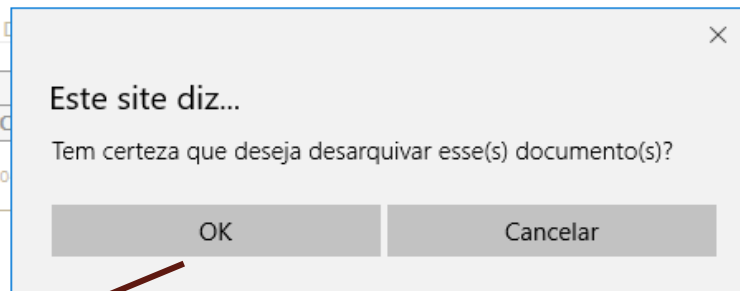 Este site diz...
Tem certeza que deseja desarquivar esse(s) documento(s)?
OK
Cancelar